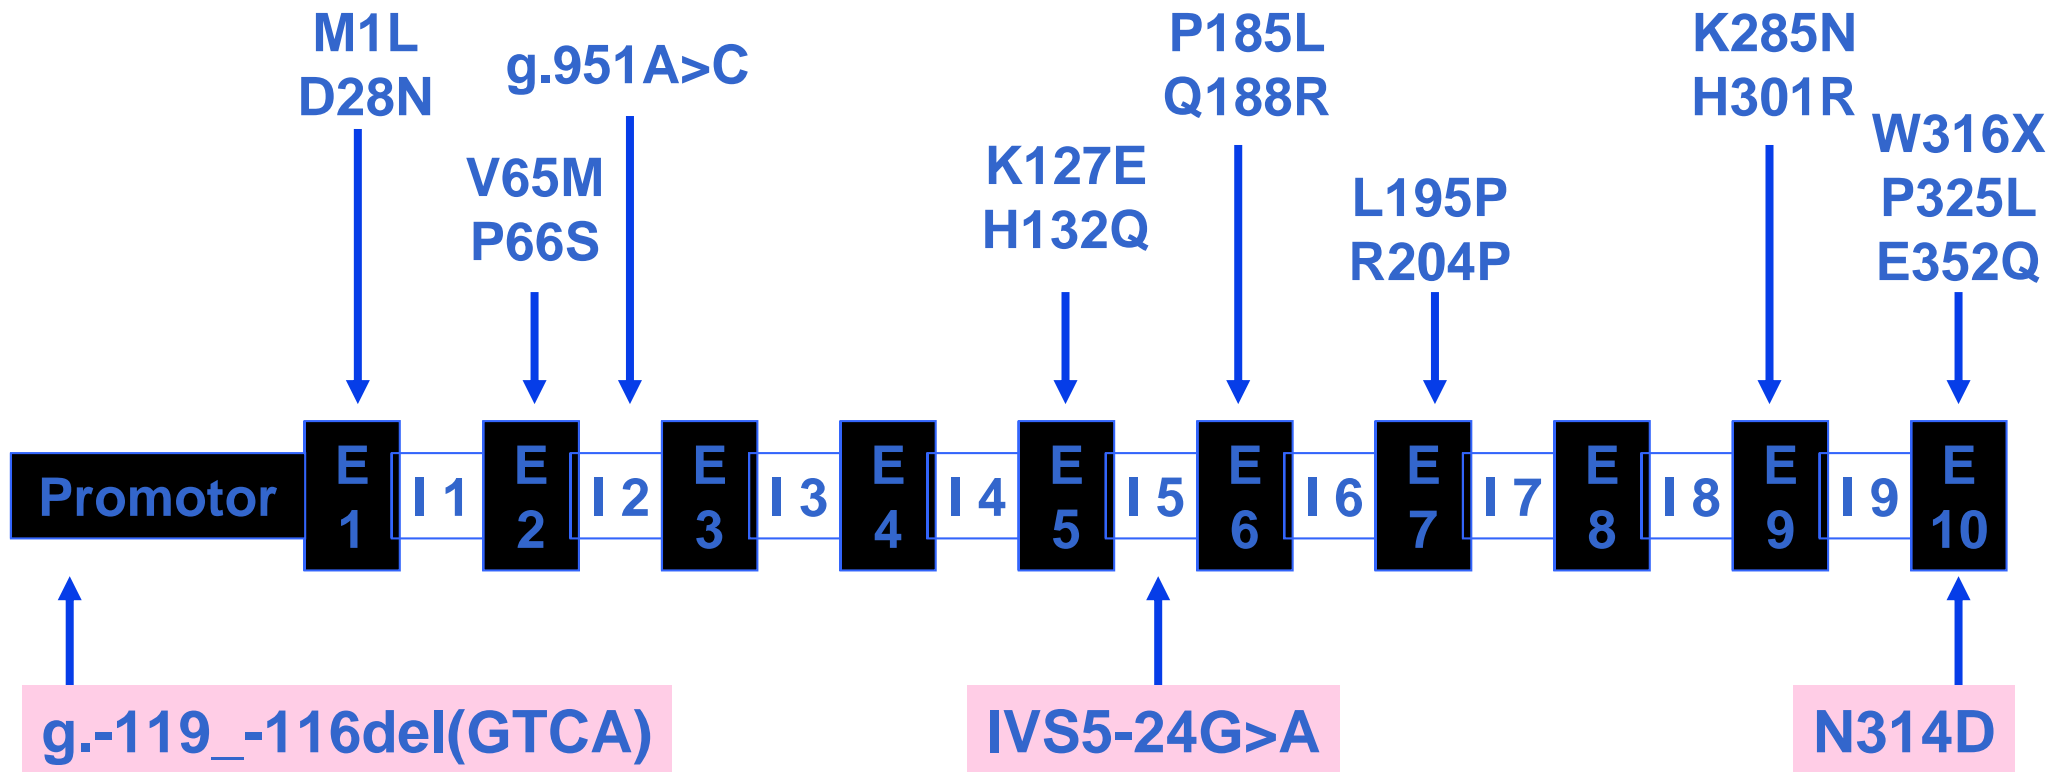 M1L
D28N
g.951A>C
V65M
P66S
K127E
H132Q
P185L
Q188R
L195P
R204P
K285N
H301R
W316X
P325L
E352Q
Promotor
E
1
I 1
E
2
I 2
E
3
I 3
E
4
I 4
E
5
I 5
E
6
I 6
E
7
I 7
E
8
I 8
E
9
I 9
E
10
g.-119_-116del(GTCA)
IVS5-24G>A
N314D